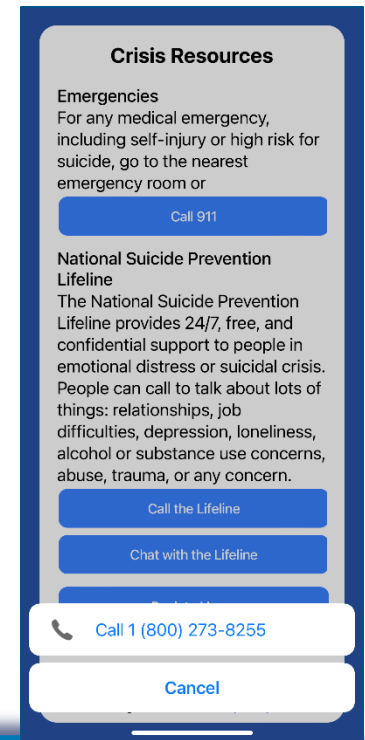 Crisis Resources
Emergencies
For any medical emergency,
including self-injury or high risk for
suicide, go to the nearest
emergency room or
Call 911
National Suicide Prevention
Lifeline
The National Suicide Prevention
Lifeline provides 24/7, free, and
confidential support to people in
emotional distress or suicidal crisis.
People can call to talk about lots of
things: relationships, job
difficulties, depression, loneliness,
alcohol or substance use concerns,
abuse, trauma, or any concern.
Call the Lifeline
Chat with the Lifeline
Call 1 (800) 273-8255
Cancel